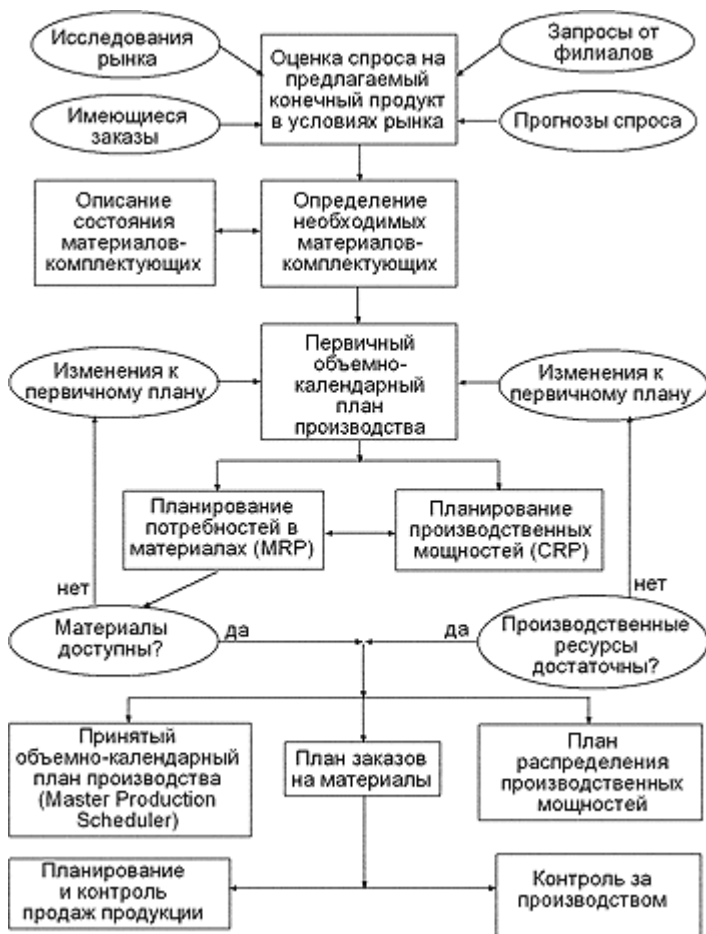 Исследования
рынка
Оценка спроса на
предлагаемый
конечный продукт
в условиях рынка
Запросы от
филиалов
Имеющиеся
заказы
Прогнозы спроса
Описание
состояния
материалов-
комплектующих
Определение
необходимых
материалов-
комплектующих
Изменения к
первичному плану
Первичный
объемно-
календарный
план
производства
Изменения к
первичному плану
Планирование
потребностей в
материалах (MRP)
Планирование
производственных
мощностей (CRP)
нет
нет
Материалы
доступны?
да
да
Производственные
ресурсы
достаточны?
Принятый
объемно-календарный
план производства
(Master Production
Scheduler)
План заказов
на материалы
План
распределения
производственных
мощностей
Планирование
и контроль
продаж продукции
Контроль за
производством